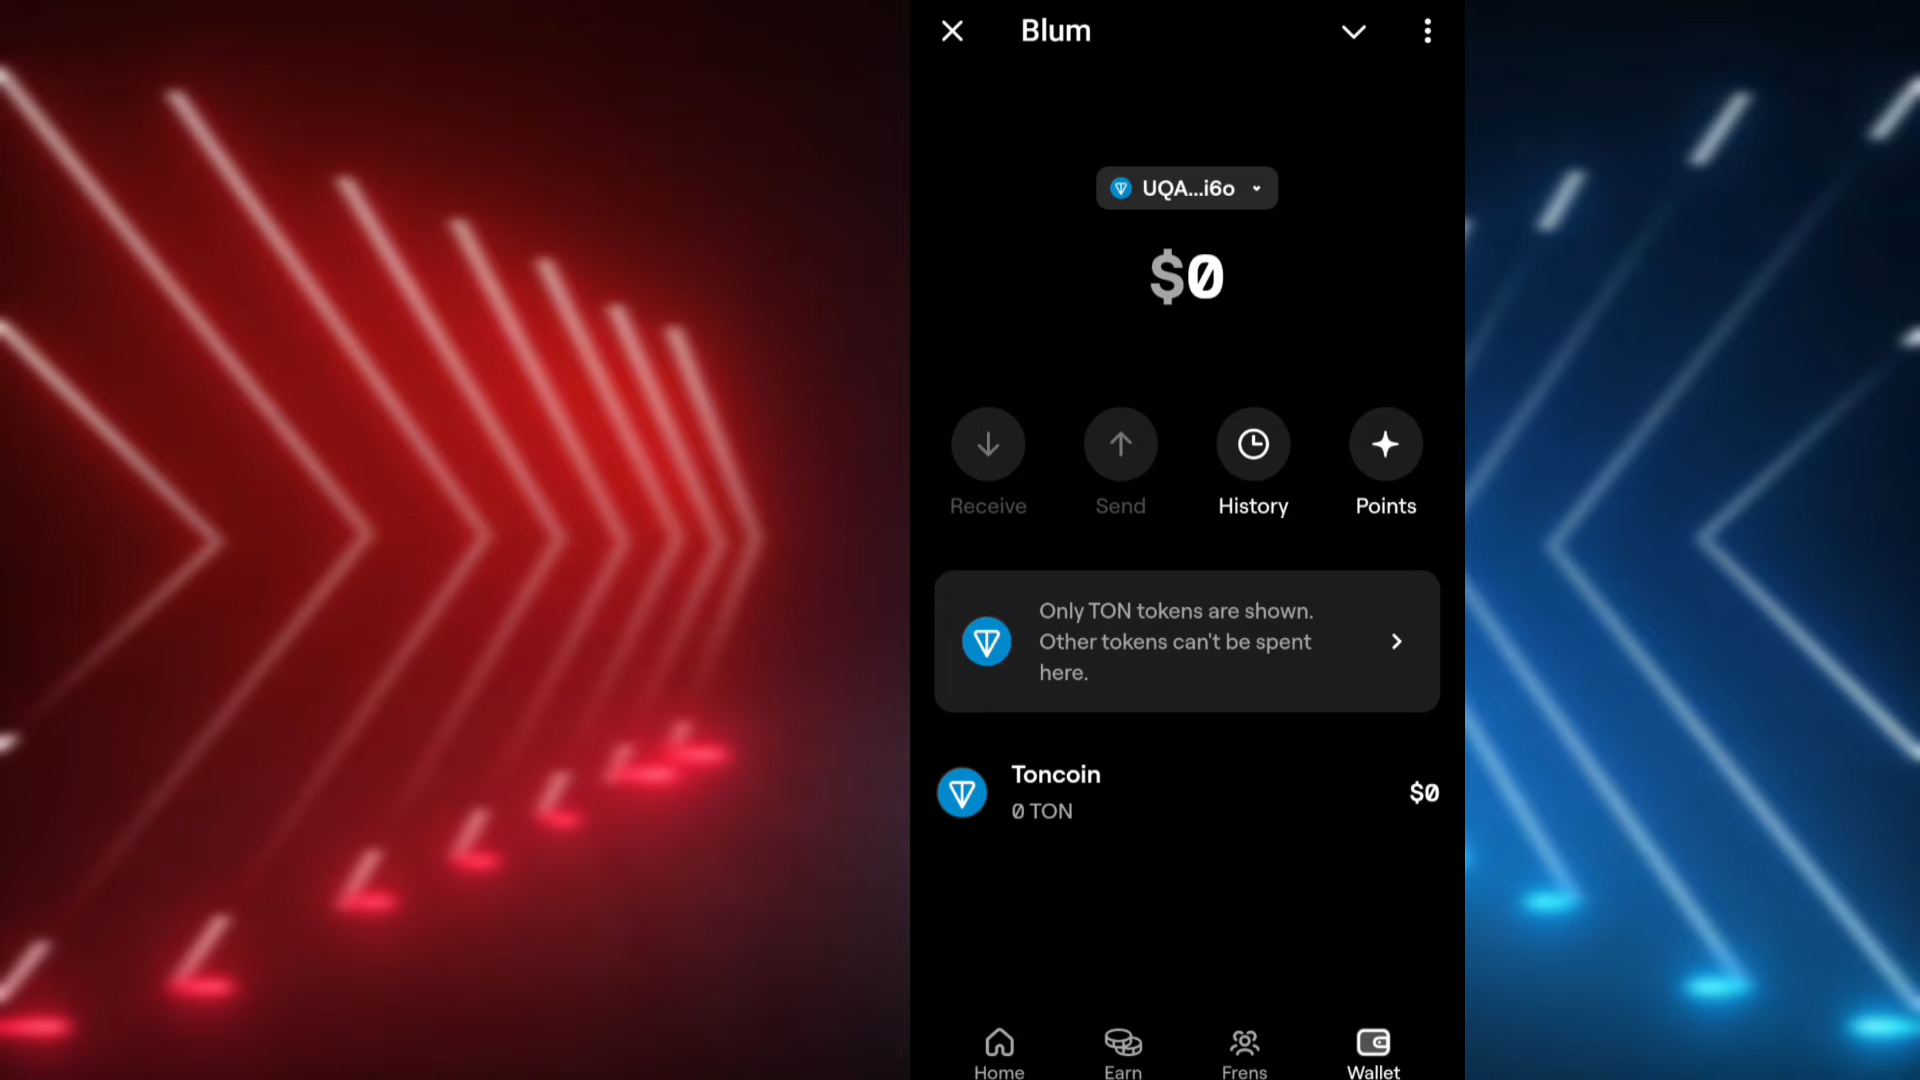 Blum
UQA...i6o
$0
Receive
Send
History
Points
Only TON tokens are shown.
Other tokens can't be spent
here.
Toncoin
0 TON
$0
Home
Earn
Frens
Wallet